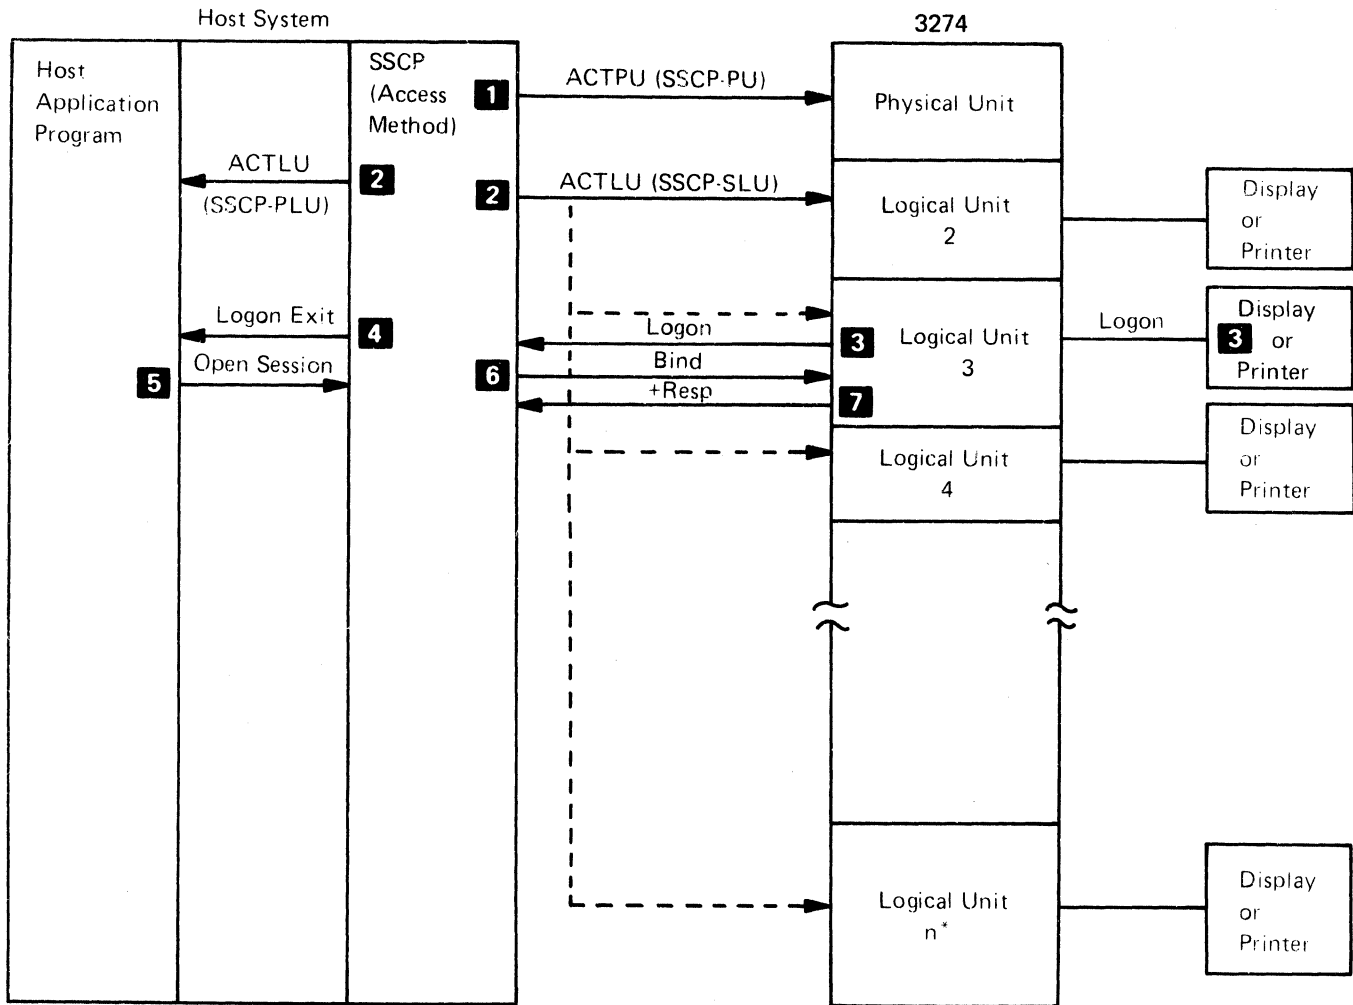 Host System
3274
Host
Application
Program
SSCP
(Access
Method)
1
ACTPU (SSCP-PU)
Physical Unit
ACTLU
2
(SSCP-PLU)
2
ACTLU (SSCP-SLU)
Logical Unit
2
Display
or
Printer
Logon Exit
4
Open Session
5
Logon
3
Bind
6
+Resp
7
Logical Unit
3
Logon
3
Display
or
Printer
Logical Unit
4
Display
or
Printer
Logical Unit
n*
Display
or
Printer